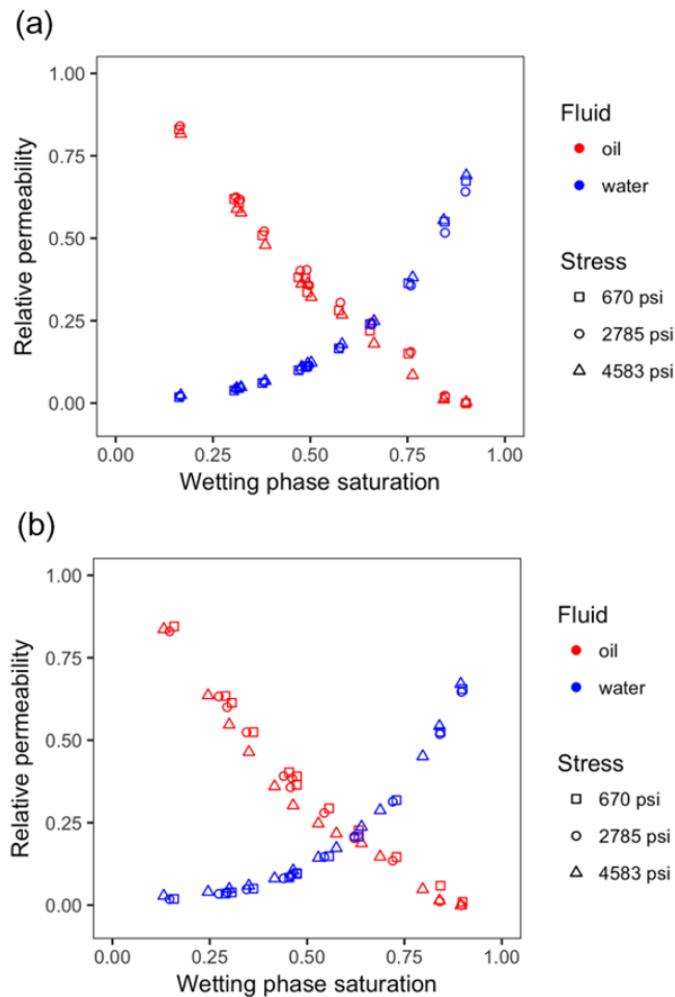 (a)
1.00
0.75
0.50
0.25
0.00
Relative permeability
0.00 0.25 0.50 0.75 1.00
Wetting phase saturation
Fluid
oil
water
Stress
670 psi
2785 psi
4583 psi
(b)
1.00
0.75
0.50
0.25
0.00
Relative permeability
0.00 0.25 0.50 0.75 1.00
Wetting phase saturation
Fluid
oil
water
Stress
670 psi
2785 psi
4583 psi